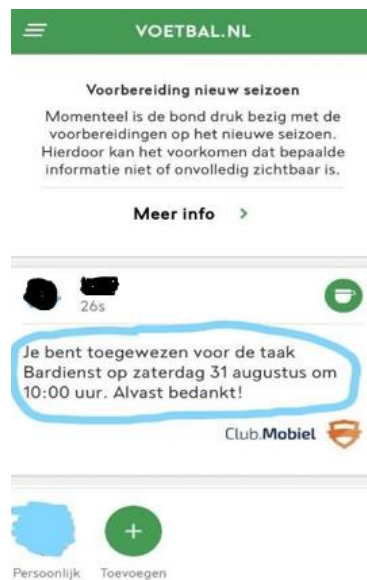 VOETBAL.NL
Voorbereiding nieuw seizoen
Momenteel is de bond druk bezig met de
voorbereidingen op het nieuwe seizoen.
Hierdoor kan het voorkomen dat bepaalde
informatie niet of onvolledig zichtbaar is.
Meer info >
26s
Je bent toegewezen voor de taak
Bardienst op zaterdag 31 augustus om
10:00 uur. Alvast bedankt!
Club.Mobiel
Persoonlijk Toevoegen